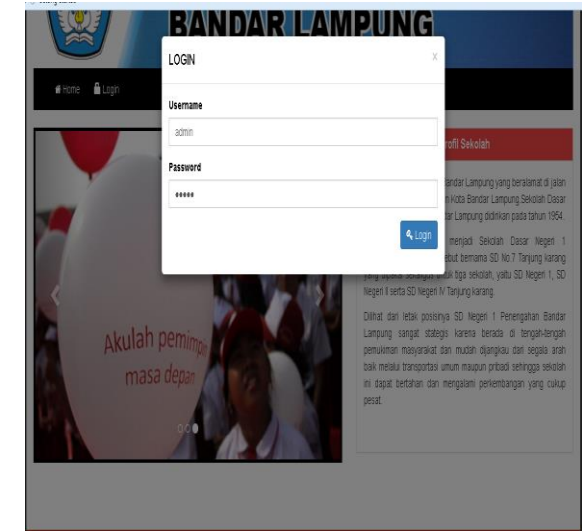 BANDAR LAMPUNG
LOGIN
x
Home Login
Username
admin
Password
•••••
Login
rofil Sekolah
andar Lampung yang beralamat di jalan
n Kota Bandar Lampung.Sekolah Dasar
dar Lampung didirikan pada tahun 1954.
menjadi Sekolah Dasar Negeri 1
ebut bernama SD No.7 Tanjung karang
yang dipakai sekaligus untuk tiga sekolah, yaitu SD Negeri 1, SD
Negeri II serta SD Negeri IV Tanjung karang.
Dilihat dari letak posisinya SD Negeri 1 Penengahan Bandar
Lampung sangat stategis karena berada di tengah-tengah
pemukiman masyarakat dan mudah dijangkau dari segala arah
baik melalui transportasi umum maupun pribadi sehingga sekolah
ini dapat bertahan dan mengalami perkembangan yang cukup
pesat.
Akulah pemimpin
masa depan